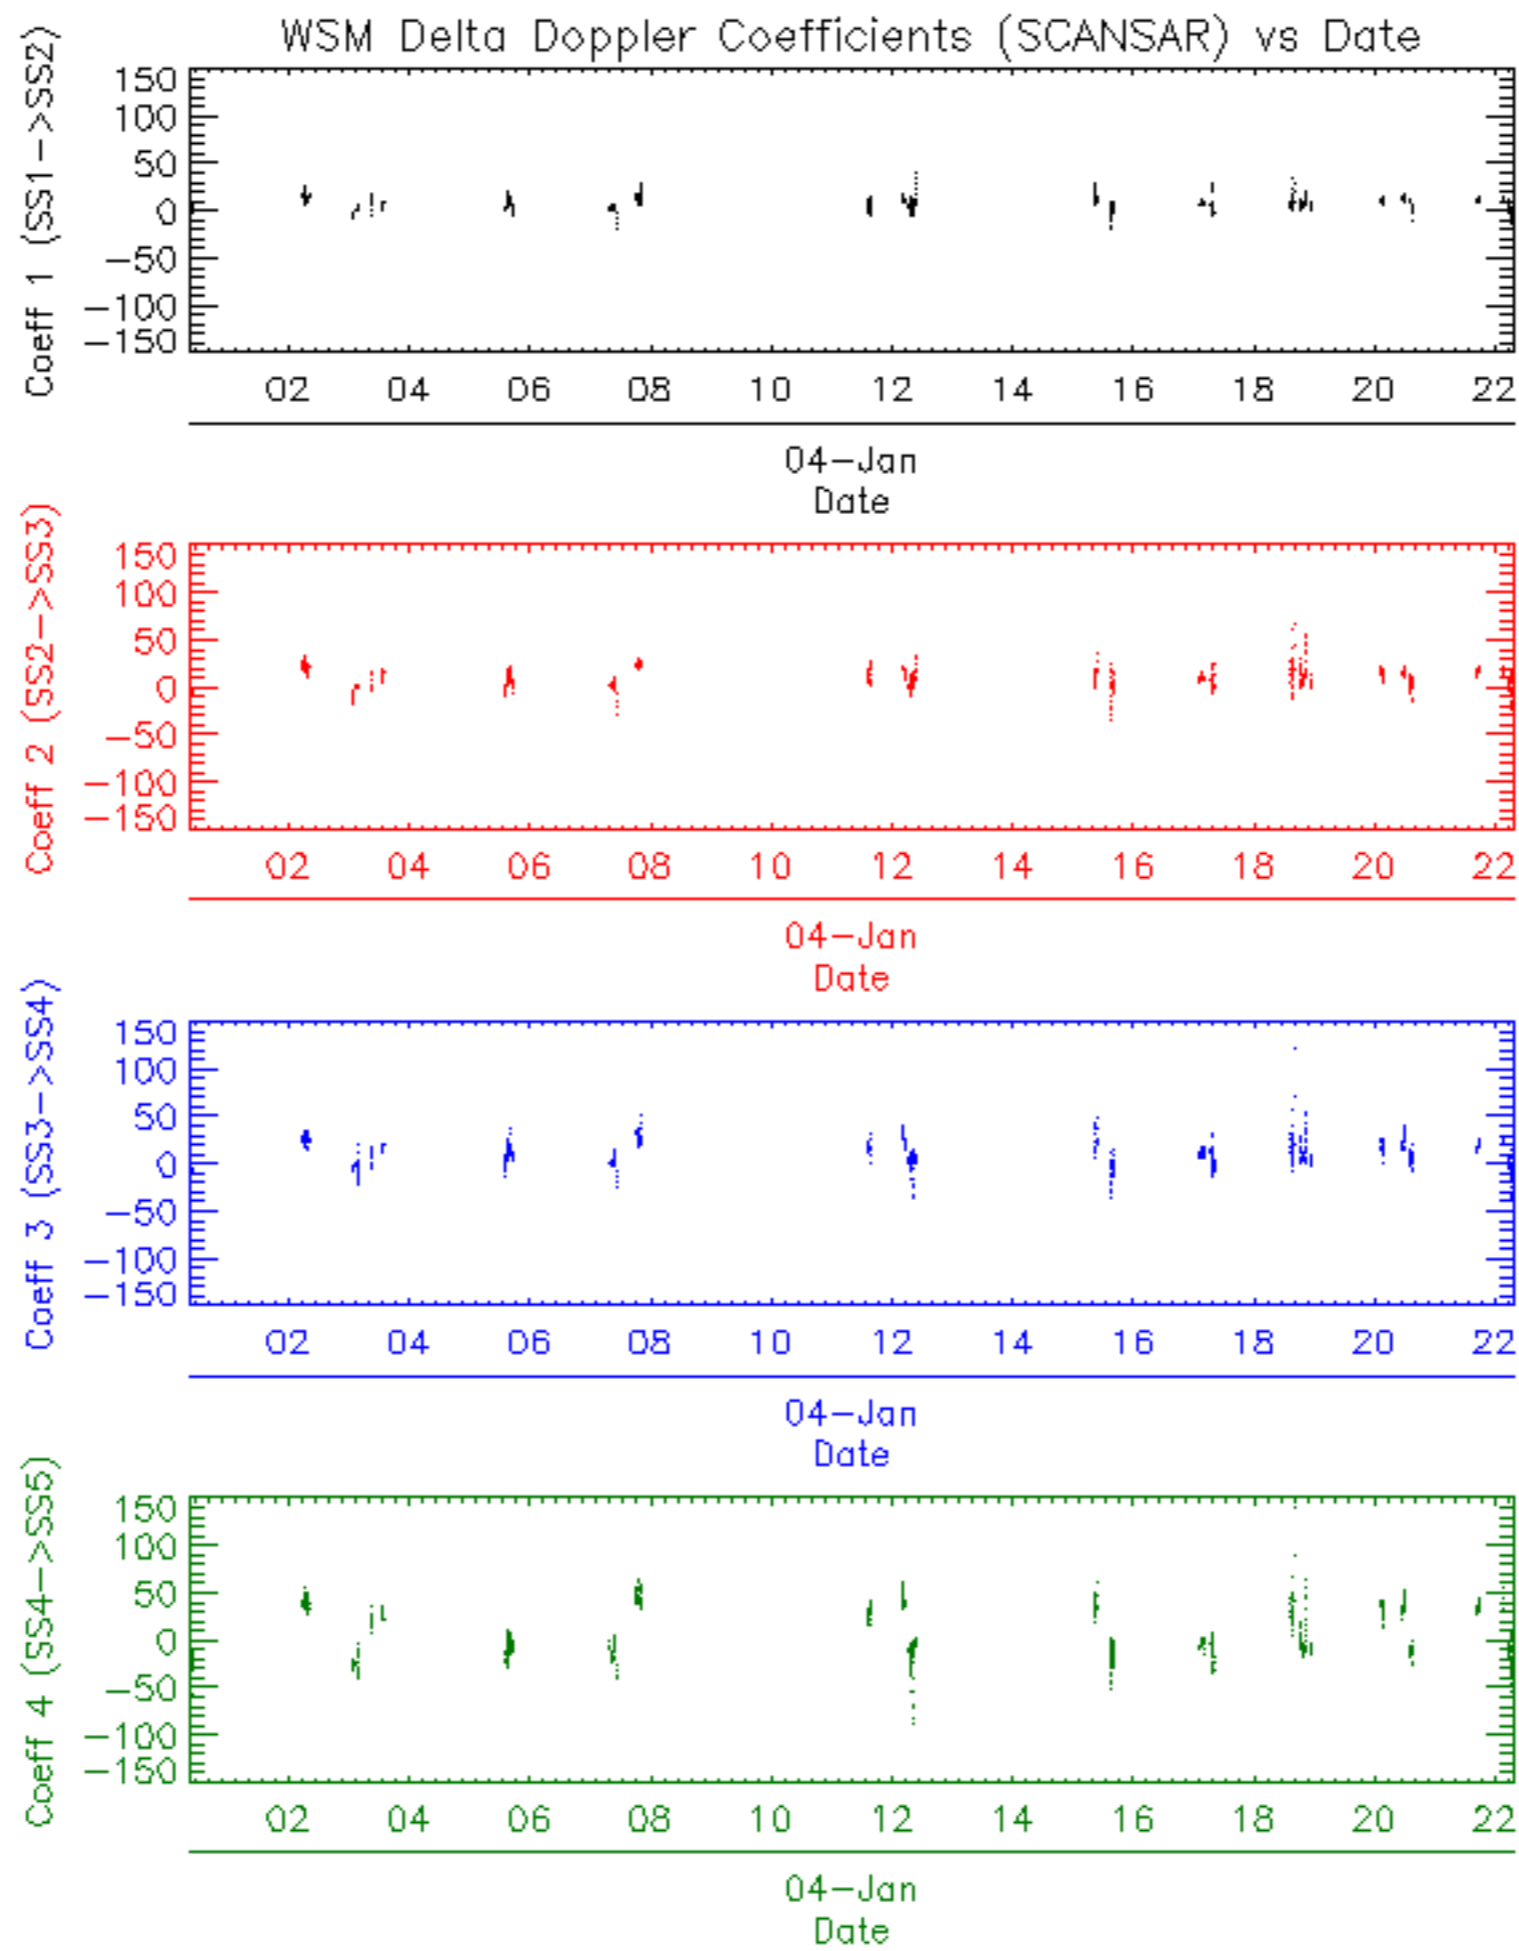 WSM Delta Doppler Coefficients (SCANSAR) vs Date
Coeff 1 (SS1->SS2)
150
100
50
0
-50
-100
-150
02 04 06 08 10 12 14 16 18 20 22
04-Jan
Date
Coeff 2 (SS2->SS3)
150
100
50
0
-50
-100
-150
02 04 06 08 10 12 14 16 18 20 22
04-Jan
Date
Coeff 3 (SS3->SS4)
150
100
50
0
-50
-100
-150
02 04 06 08 10 12 14 16 18 20 22
04-Jan
Date
Coeff 4 (SS4->SS5)
150
100
50
0
-50
-100
-150
02 04 06 08 10 12 14 16 18 20 22
04-Jan
Date